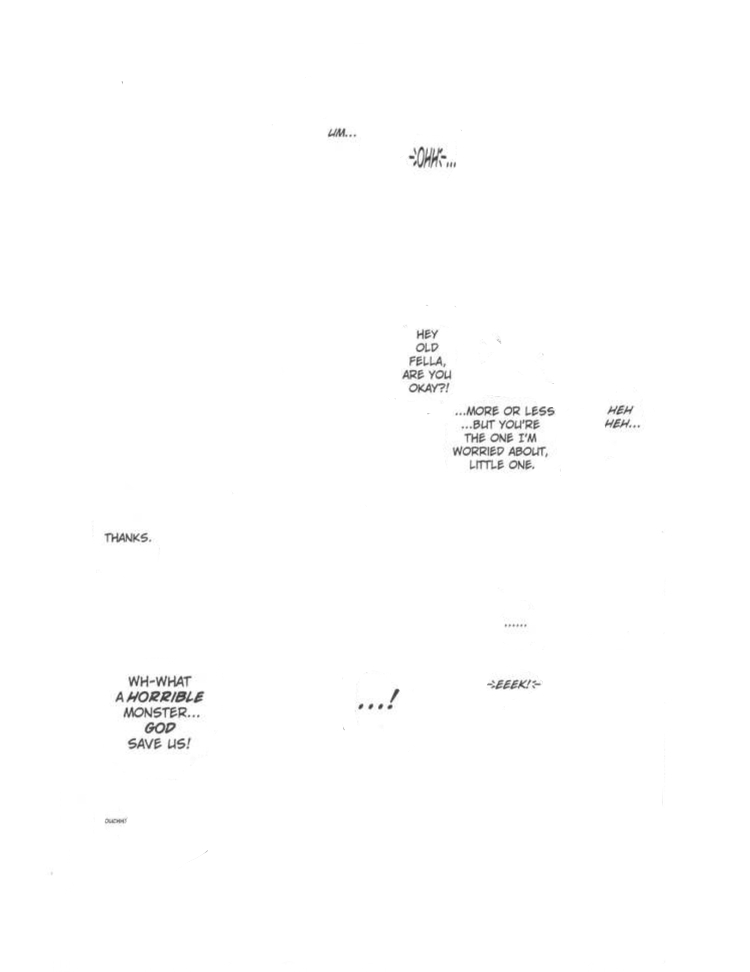 UM...
OHH...
HEY
OLD
FELLA,
ARE YOU
OKAY?!
...MORE OR LESS
...BUT YOU'RE
THE ONE I'M
WORRIED ABOUT,
LITTLE ONE.
HEH
HEH...
THANKS.
......
EEEK!
...!
WH-WHAT
A HORRIBLE
MONSTER...
GOD
SAVE US!